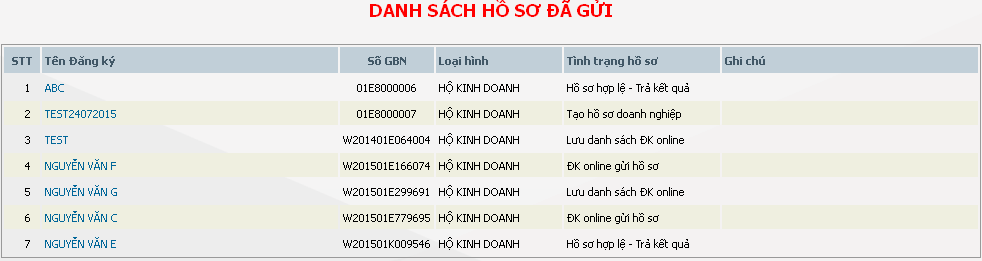 DANH SÁCH HỒ SƠ ĐÃ GỬI
STT Tên Đăng ký Số GBN Loại hình Tình trạng hồ sơ Ghi chú
1 ABC 01E8000006 HỘ KINH DOANH Hồ sơ hợp lệ - Trả kết quả
2 TEST24072015 01E8000007 HỘ KINH DOANH Tạo hồ sơ doanh nghiệp
3 TEST W201401E064004 HỘ KINH DOANH Lưu danh sách ĐK online
4 NGUYỄN VĂN F W201501E166074 HỘ KINH DOANH ĐK online gửi hồ sơ
5 NGUYỄN VĂN G W201501E299691 HỘ KINH DOANH Lưu danh sách ĐK online
6 NGUYỄN VĂN C W201501E779695 HỘ KINH DOANH ĐK online gửi hồ sơ
7 NGUYỄN VĂN E W201501K009546 HỘ KINH DOANH Hồ sơ hợp lệ - Trả kết quả